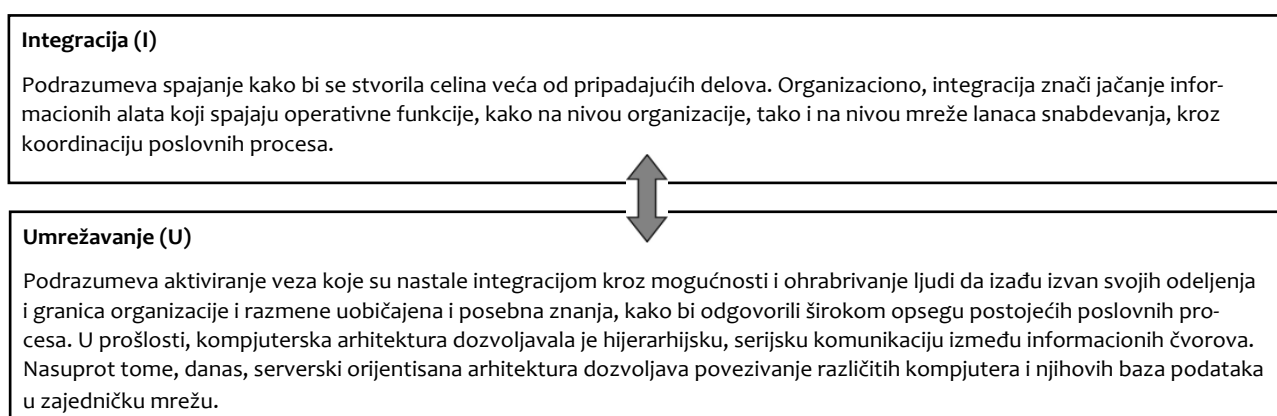 Integracija (I)
Podrazumeva spajanje kako bi se stvorila celina veća od pripadajućih delova. Organizaciono, integracija znači jačanje infor-
macionih alata koji spajaju operativne funkcije, kako na nivou organizacije, tako i na nivou mreže lanaca snabdevanja, kroz
koordinaciju poslovnih procesa.
Umrežavanje (U)
Podrazumeva aktiviranje veza koje su nastale integracijom kroz mogućnosti i ohrabrivanje ljudi da izađu izvan svojih odeljenja
i granica organizacije i razmene uobičajena i posebna znanja, kako bi odgovorili širokom opsegu postojećih poslovnih pro-
cesa. U prošlosti, kompjuterska arhitektura dozvoljavala je hijerarhijsku, serijsku komunikaciju između informacionih čvorova.
Nasuprot tome, danas, serverski orijentisana arhitektura dozvoljava povezivanje različitih kompjutera i njihovih baza podataka
u zajedničku mrežu.